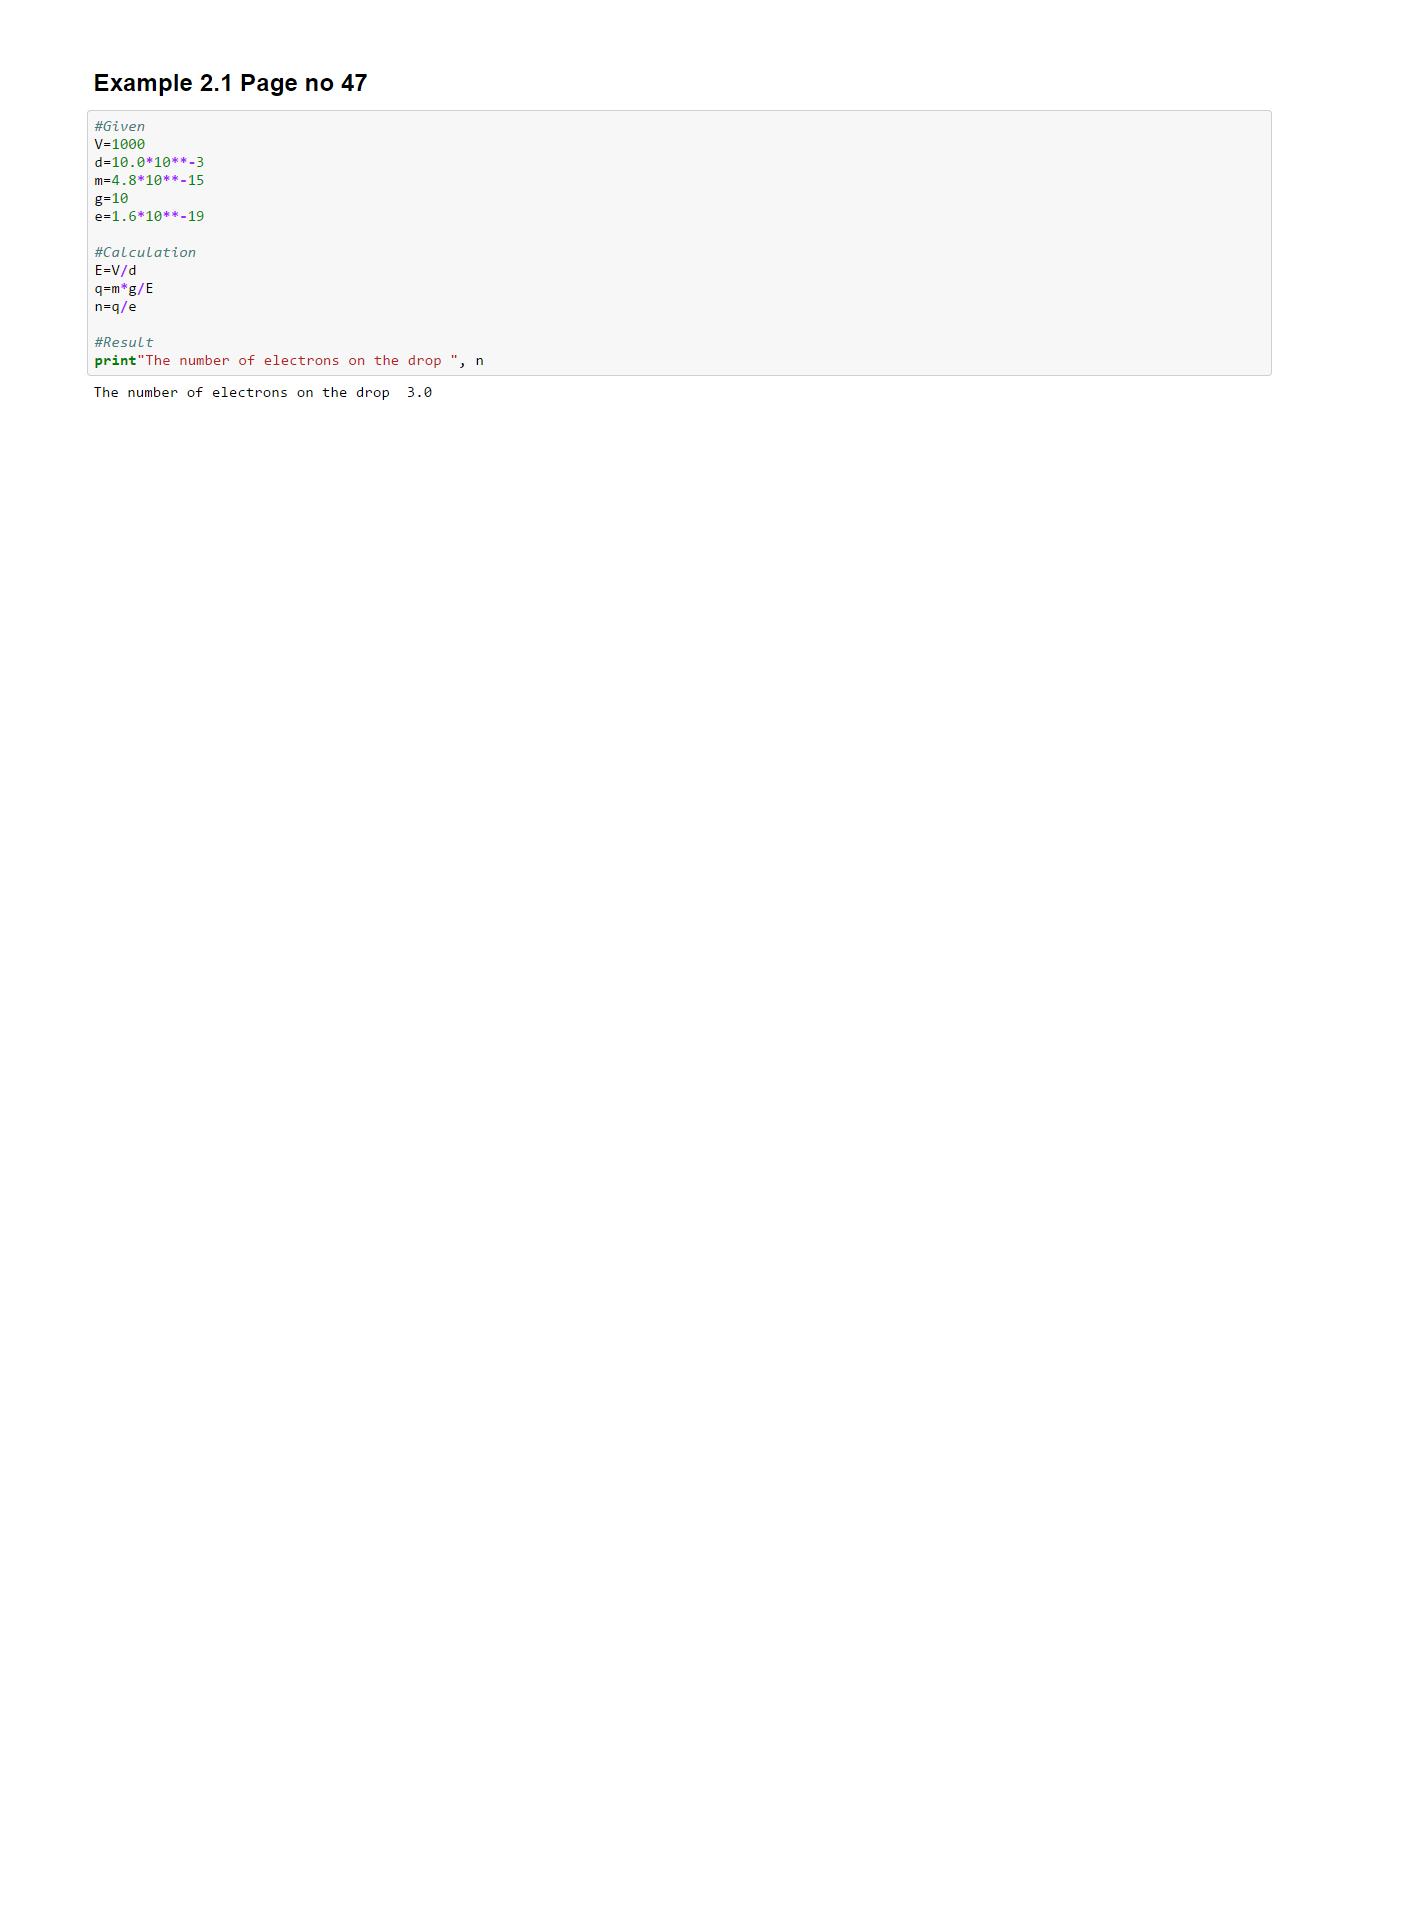 Example 2.1 Page no 47
#Given
V=1000
d=10.0*10**-3
m=4.8*10**-15
g=10
e=1.6*10**-19
#Calculation
E=V/d
q=m*g/E
n=q/e
#Result
print"The number of electrons on the drop ", n
The number of electrons on the drop  3.0